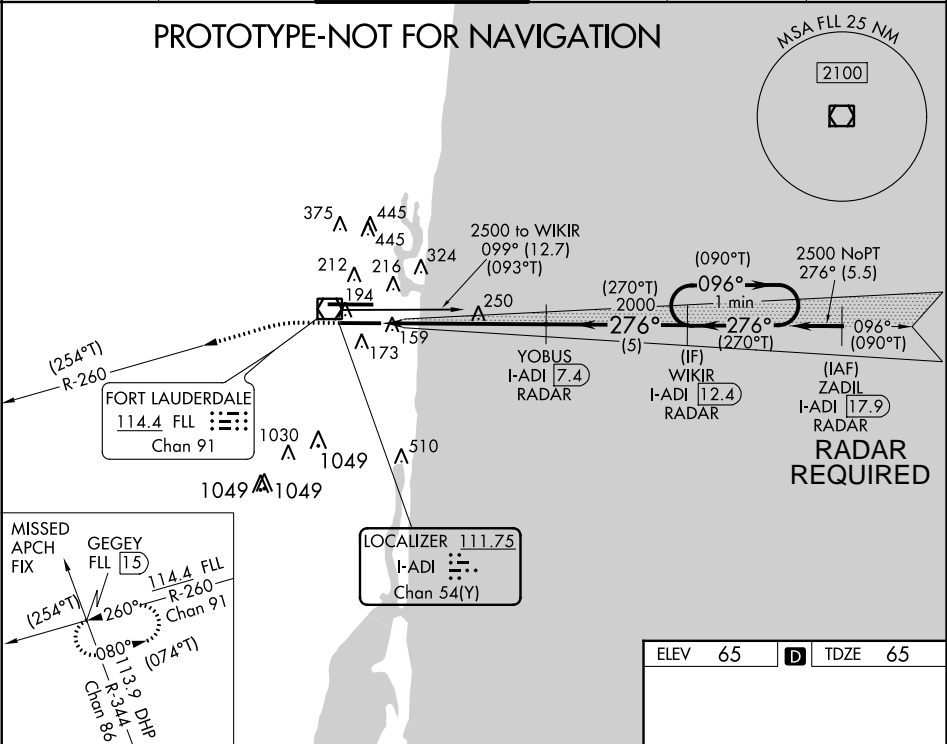 PROTOTYPE-NOT FOR NAVIGATION
MSA FLL 25 NM
2100
375
445
445
212
216
324
194
2500 to WIKIR
099° (12.7)
(093°T)
250
159
173
(270°T)
2000
276°
(5)
(090°T)
096°
1 min
276°
(270°T)
2500 NoPT
276° (5.5)
096°
(090°T)
YOBUS
I-ADI 7.4
RADAR
(IF)
WIKIR
I-ADI 12.4
RADAR
(IAF)
ZADIL
I-ADI 17.9
RADAR
RADAR
REQUIRED
(254°T)
R-260
FORT LAUDERDALE
114.4 FLL
Chan 91
1030
1049
510
1049
1049
LOCALIZER 111.75
I-ADI
Chan 54(Y)
MISSED
APCH
FIX
GEGEY
FLL 15
114.4 FLL
R-260
Chan 91
(254°T)
260°
080°
(074°T)
113.9 DHP
R-344
Chan 86
ELEV 65 D TDZE 65